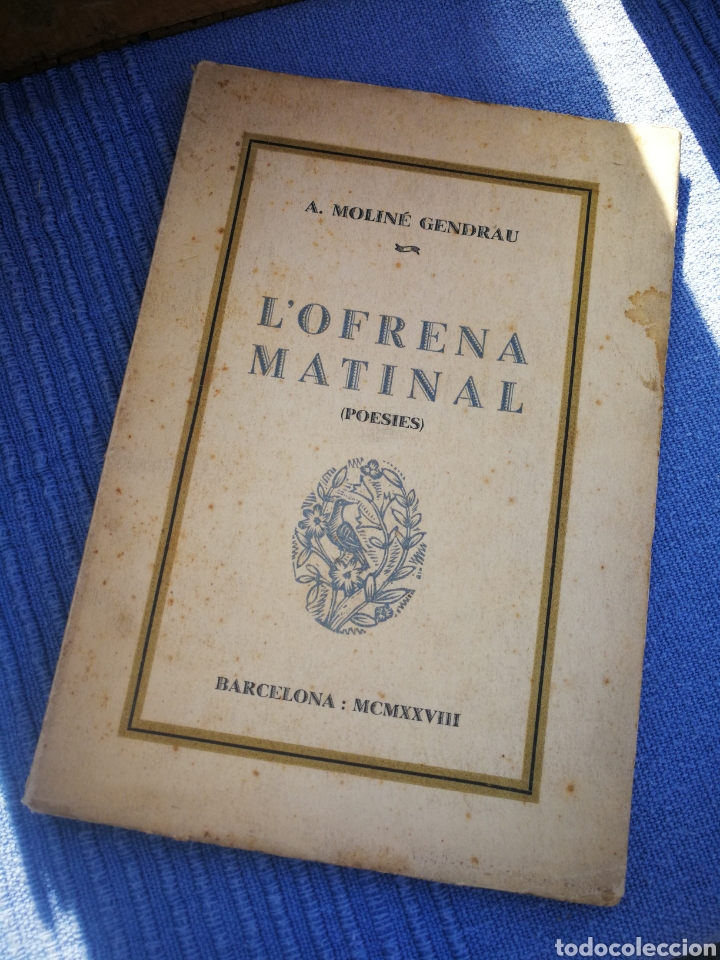 A. MOLINÉ GENDRAU
L'OFRENA
MATINAL
(POESIES)
BARCELONA : MCMXXVIII
todocoleccion